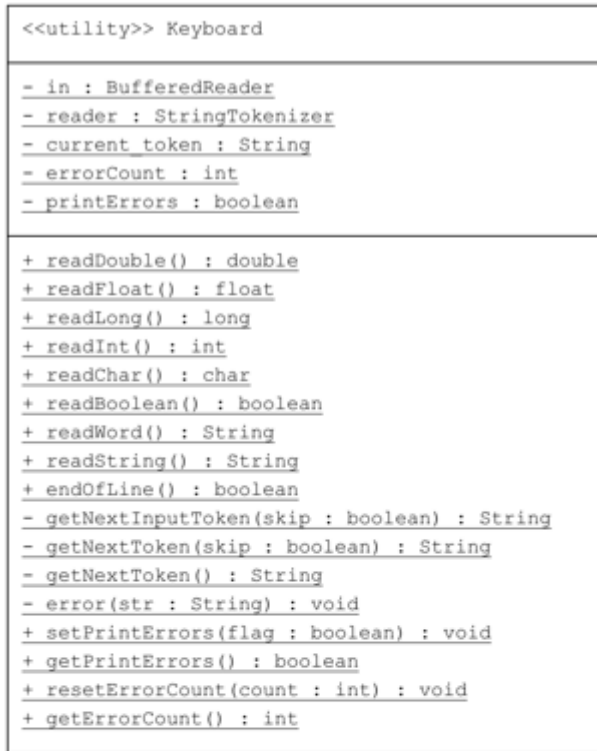 <<utility>> Keyboard
- in : BufferedReader
- reader : StringTokenizer
- current_token : String
- errorCount : int
- printErrors : boolean
+ readDouble() : double
+ readFloat() : float
+ readLong() : long
+ readInt() : int
+ readChar() : char
+ readBoolean() : boolean
+ readWord() : String
+ readString() : String
+ endOfLine() : boolean
- getNextInputToken(skip : boolean) : String
- getNextToken(skip : boolean) : String
- getNextToken() : String
- error(str : String) : void
+ setPrintErrors(flag : boolean) : void
+ getPrintErrors() : boolean
+ resetErrorCount(count : int) : void
+ getErrorCount() : int